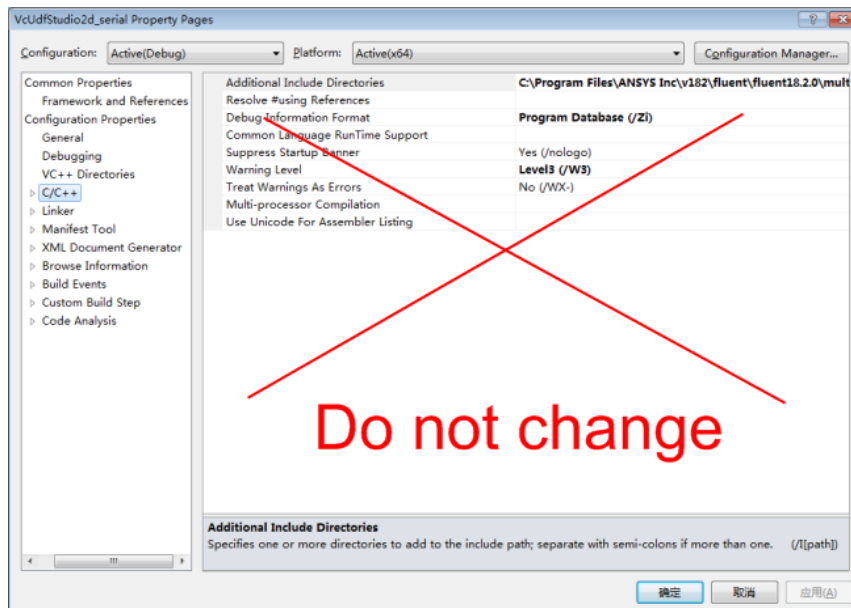 VcUdfStudio2d_serial Property Pages
Configuration: Active(Debug) Platform: Active(x64) Configuration Manager...
Common Properties
Framework and References
Configuration Properties
General
Debugging
VC++ Directories
C/C++
Linker
Manifest Tool
XML Document Generator
Browse Information
Build Events
Custom Build Step
Code Analysis
Additional Include Directories C:\Program Files\ANSYS Inc\v182\fluent\fluent18.2.0\mult
Resolve #using References
Debug Information Format Program Database (/Zi)
Common Language RunTime Support
Suppress Startup Banner Yes (/nologo)
Warning Level Level3 (/W3)
Treat Warnings As Errors No (/WX-)
Multi-processor Compilation
Use Unicode For Assembler Listing
Do not change
Additional Include Directories
Specifies one or more directories to add to the include path; separate with semi-colons if more than one. (/I[path])
确定 取消 应用(A)